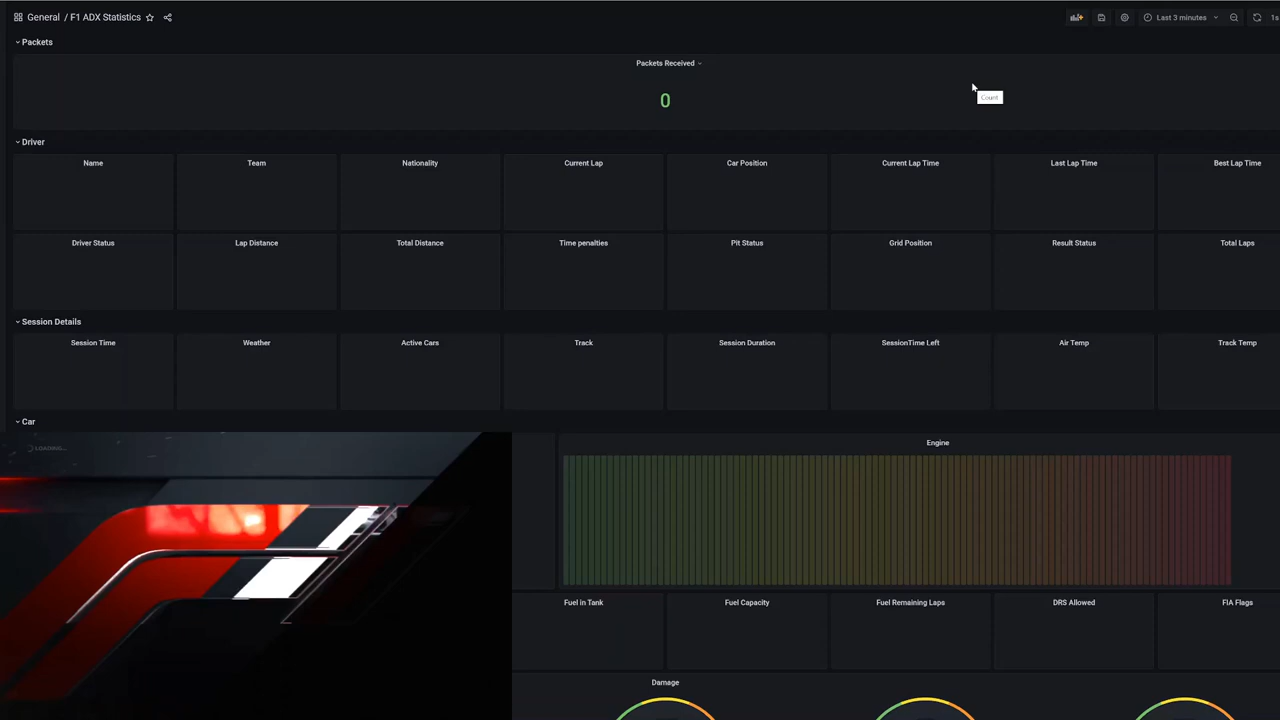 General / F1 ADX Statistics
Last 3 minutes
1s
Packets
Packets Received
Count
0
Driver
Name
Team
Nationality
Current Lap
Car Position
Current Lap Time
Last Lap Time
Best Lap Time
Driver Status
Lap Distance
Total Distance
Time penalties
Pit Status
Grid Position
Result Status
Total Laps
Session Details
Session Time
Weather
Active Cars
Track
Session Duration
SessionTime Left
Air Temp
Track Temp
Car
LOADING...
Engine
Fuel in Tank
Fuel Capacity
Fuel Remaining Laps
DRS Allowed
FIA Flags
Damage